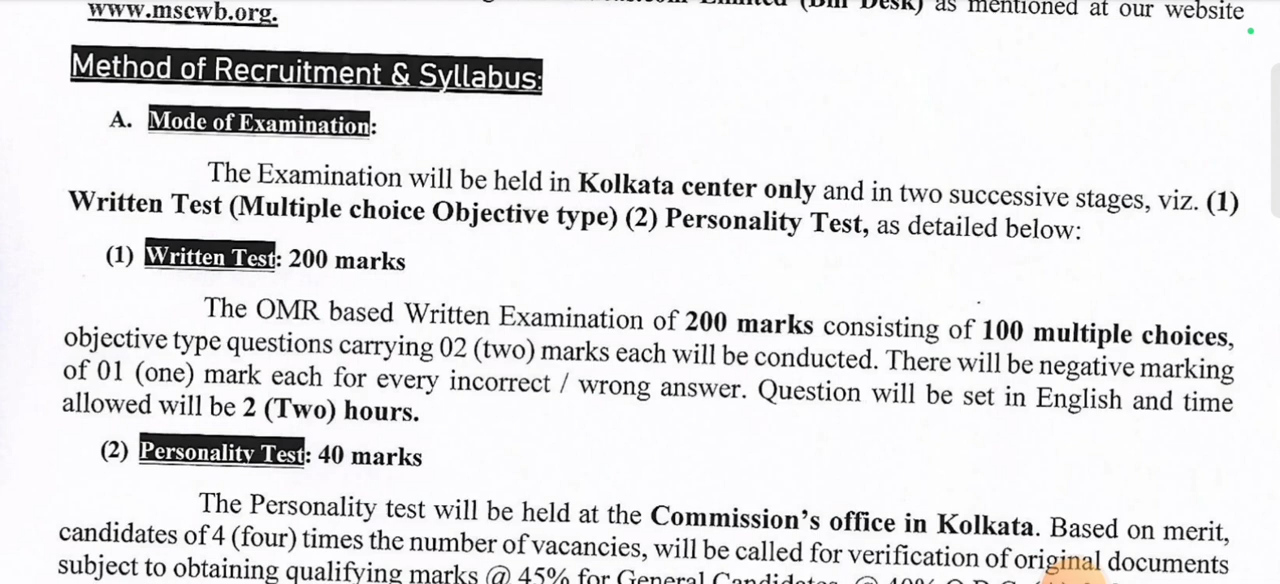 as mentioned at our website
www.mscwb.org.
Method of Recruitment & Syllabus:
A. Mode of Examination:
The Examination will be held in Kolkata center only and in two successive stages, viz. (1)
Written Test (Multiple choice Objective type) (2) Personality Test, as detailed below:
(1) Written Test: 200 marks
The OMR based Written Examination of 200 marks consisting of 100 multiple choices,
objective type questions carrying 02 (two) marks each will be conducted. There will be negative marking
of 01 (one) mark each for every incorrect / wrong answer. Question will be set in English and time
allowed will be 2 (Two) hours.
(2) Personality Test: 40 marks
The Personality test will be held at the Commission's office in Kolkata. Based on merit,
candidates of 4 (four) times the number of vacancies, will be called for verification of original documents
subject to obtaining qualifying marks @ 45% for General Candidates